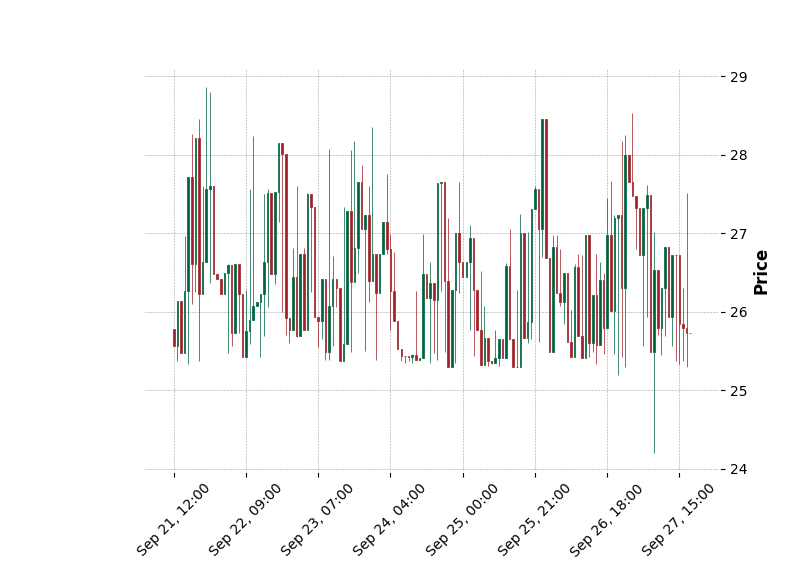 29
28
27
26
25
24
Price
Sep 21, 12:00
Sep 22, 09:00
Sep 23, 07:00
Sep 24, 04:00
Sep 25, 00:00
Sep 25, 21:00
Sep 26, 18:00
Sep 27, 15:00